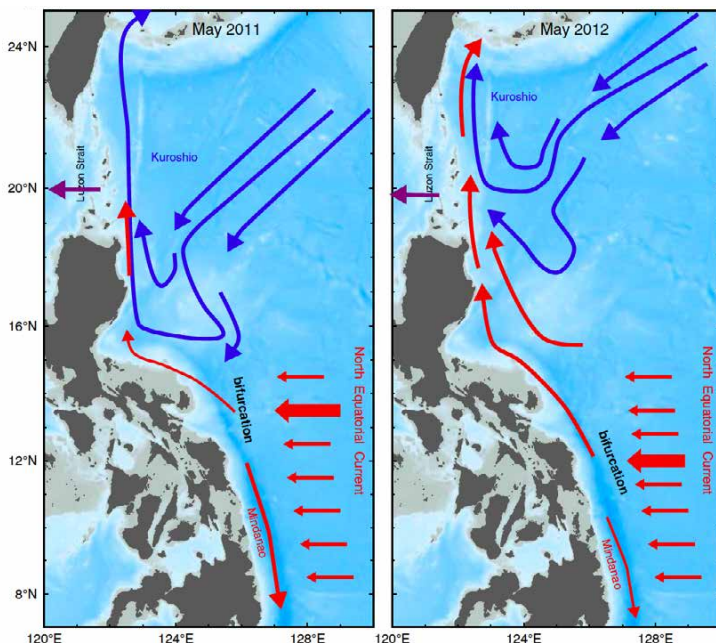 May 2011
May 2012
24°N
20°N
16°N
12°N
8°N
Kuroshio
Luzon Strait
bifurcation
North Equatorial Current
Mindanao
120°E
124°E
128°E
Kuroshio
Luzon Strait
bifurcation
North Equatorial Current
Mindanao
120°E
124°E
128°E